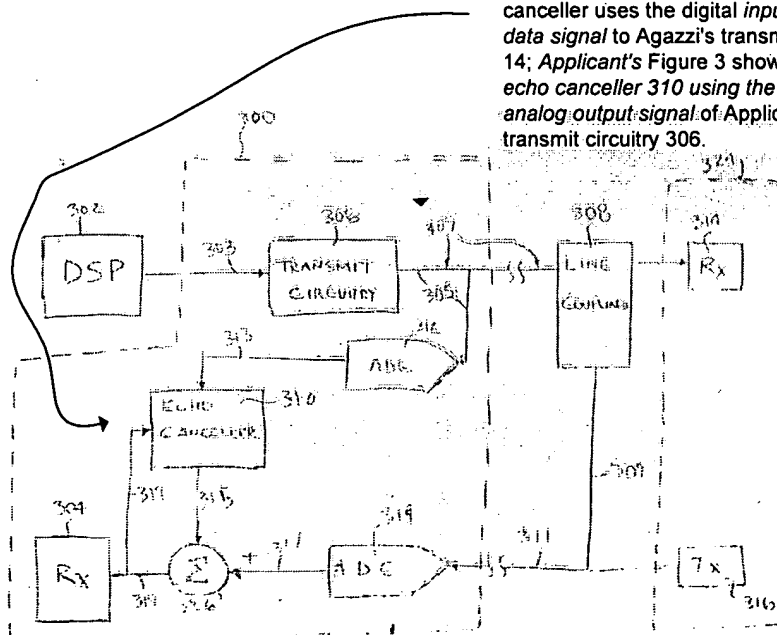 canceller uses the digital inpu
data signal to Agazzi's transm
14; Applicant's Figure 3 show
echo canceller 310 using the
analog output signal of Applic
transmit circuitry 306.
300
302
DSP
303
306
TRANSMIT
CIRCUITRY
307
305
308
LINE
COUPLING
RX
313
312
ADC
ECHO
CANCELLER
310
317
315
304
RX
Σ
+
319
ADC
311
309
TX
316